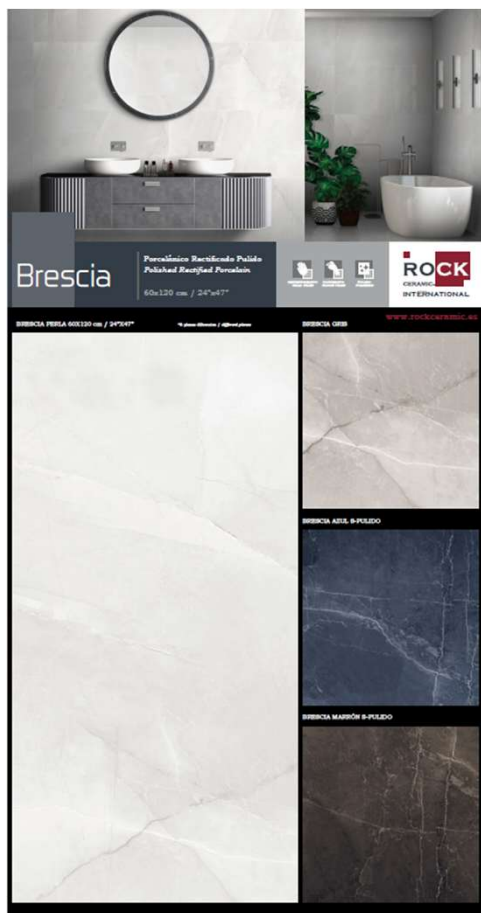 Brescia
Porcelánico Rectificado Pulido
Polished Rectified Porcelain
60x120 cm / 24"x47"
ROCK
CERAMIC
INTERNATIONAL
www.rockceramic.es
BRESCIA PERLA 60X120 cm / 24"X47"
BRESCIA GRIS
BRESCIA AZUL S-PULIDO
BRESCIA MARRÓN S-PULIDO